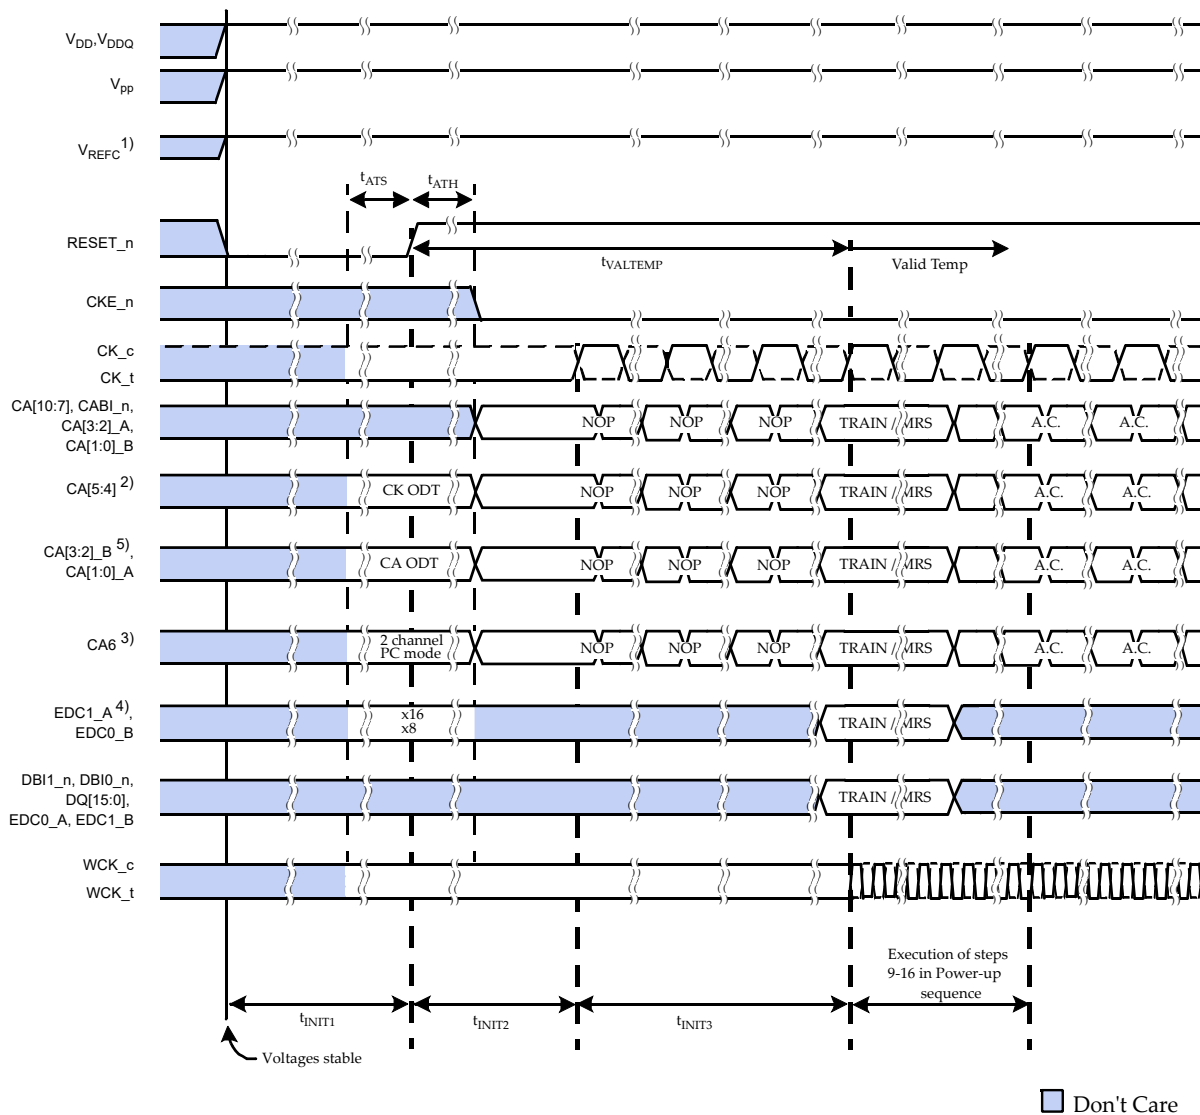 VDD,VDDQ
Vpp
VREFC 1)
tATS
tATH
RESET_n
tVALTEMP
Valid Temp
CKE_n
CK_c
CK_t
CA[10:7], CABI_n,
CA[3:2]_A,
CA[1:0]_B
NOP
NOP
NOP
TRAIN / MRS
A.C.
A.C.
CA[5:4] 2)
CK ODT
NOP
NOP
NOP
TRAIN / MRS
A.C.
A.C.
CA[3:2]_B 5),
CA[1:0]_A
CA ODT
NOP
NOP
NOP
TRAIN / MRS
A.C.
A.C.
CA6 3)
2 channel
PC mode
NOP
NOP
NOP
TRAIN / MRS
A.C.
A.C.
EDC1_A 4),
EDC0_B
x16
x8
TRAIN / MRS
DBI1_n, DBI0_n,
DQ[15:0],
EDC0_A, EDC1_B
TRAIN / MRS
WCK_c
WCK_t
Execution of steps
9-16 in Power-up
sequence
tINIT1
tINIT2
tINIT3
Voltages stable
Don't Care